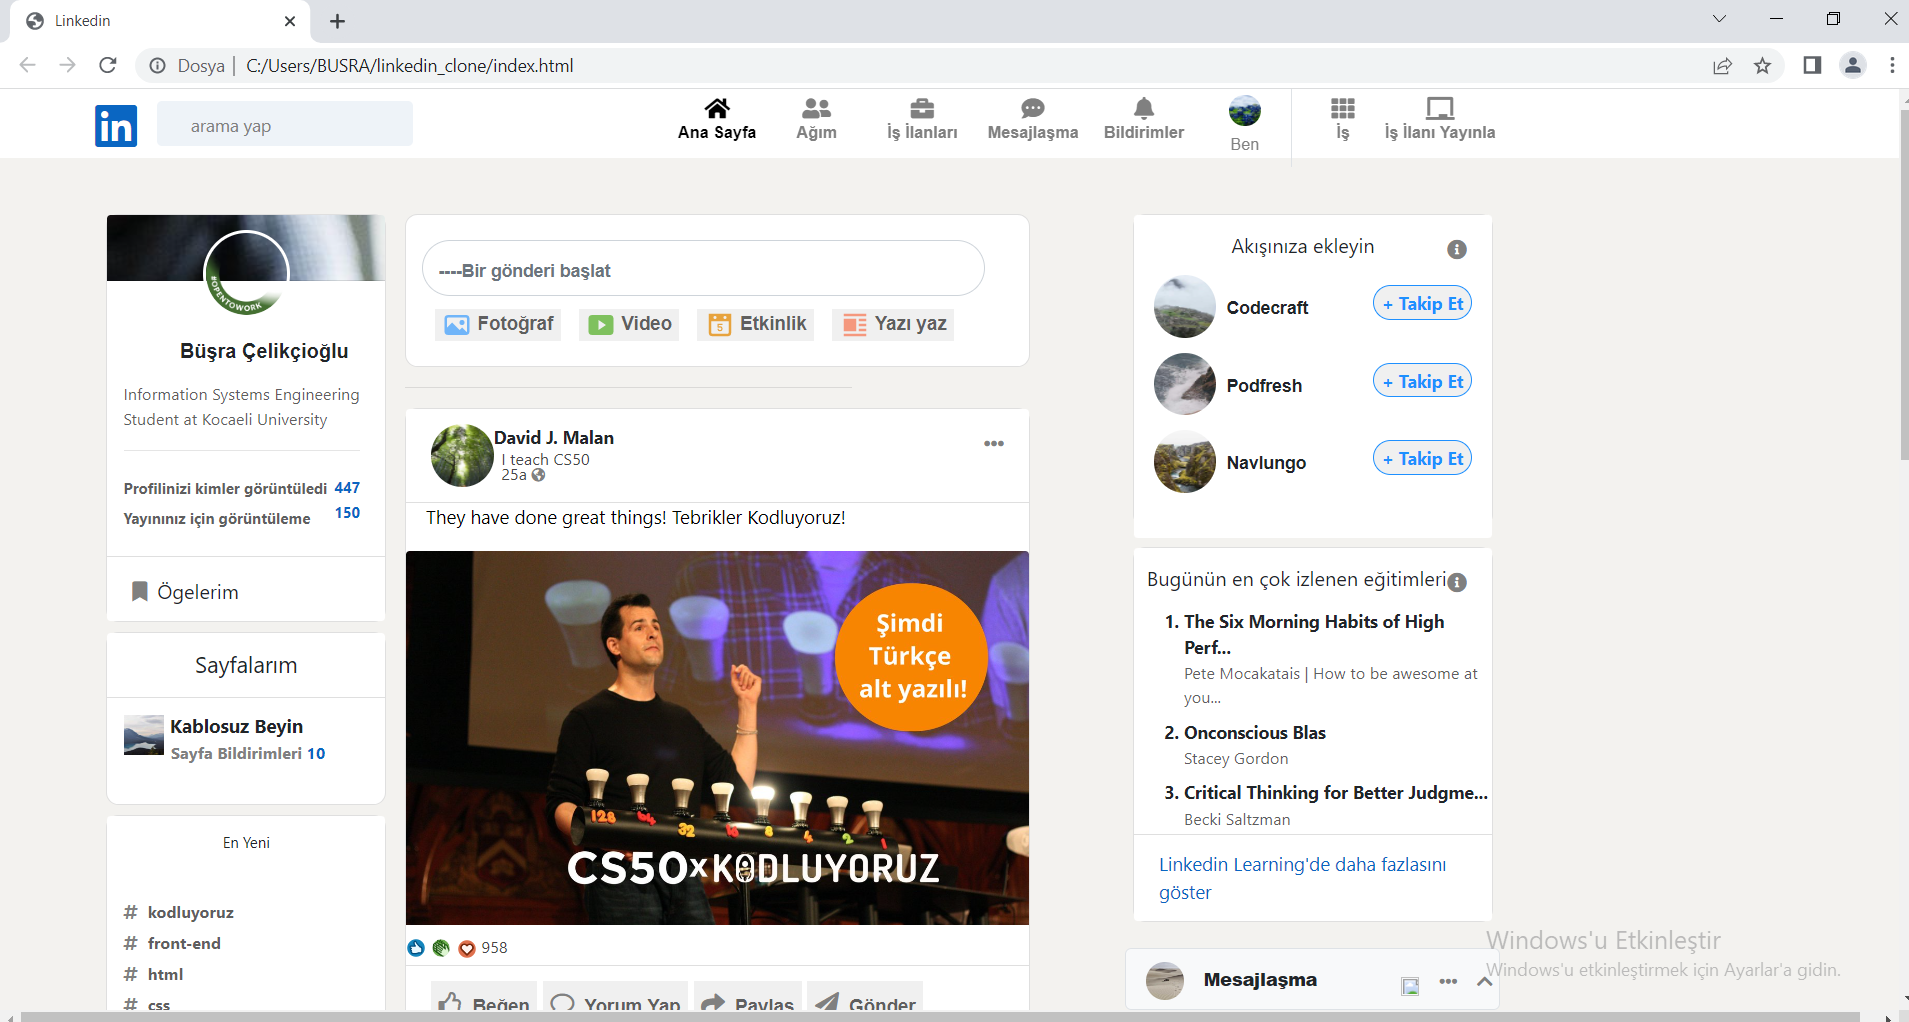 Linkedin
Dosya | C:/Users/BUSRA/linkedin_clone/index.html
in
arama yap
Ana Sayfa
Ağım
İş İlanları
Mesajlaşma
Bildirimler
Ben
İş
İş İlanı Yayınla
#OPENTOWORK
Büşra Çelikçioğlu
Information Systems Engineering
Student at Kocaeli University
Profilinizi kimler görüntüledi 447
Yayınınız için görüntüleme 150
Ögelerim
Sayfalarım
Kablosuz Beyin
Sayfa Bildirimleri 10
En Yeni
# kodluyoruz
# front-end
# html
# css
----Bir gönderi başlat
Fotoğraf
Video
5
Etkinlik
Yazı yaz
David J. Malan
I teach CS50
25a
They have done great things! Tebrikler Kodluyoruz!
Şimdi
Türkçe
alt yazılı!
128 64 32 16 8 4 2 1
CS50xKODLUYORUZ
958
Beğen
Yorum Yap
Paylaş
Gönder
Akışınıza ekleyin
Codecraft
+ Takip Et
Podfresh
+ Takip Et
Navlungo
+ Takip Et
Bugünün en çok izlenen eğitimleri
1. The Six Morning Habits of High
Perf...
Pete Mocakatais | How to be awesome at
you...
2. Onconscious Blas
Stacey Gordon
3. Critical Thinking for Better Judgme...
Becki Saltzman
Linkedin Learning'de daha fazlasını
göster
Mesajlaşma
Windows'u Etkinleştir
Windows'u etkinleştirmek için Ayarlar'a gidin.